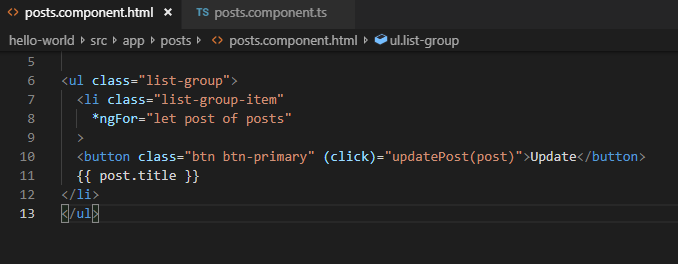 posts.component.html × TS posts.component.ts
hello-world › src › app › posts › <> posts.component.html › ul.list-group
5
6 <ul class="list-group">
7 <li class="list-group-item"
8 *ngFor="let post of posts"
9 >
10 <button class="btn btn-primary" (click)="updatePost(post)">Update</button>
11 {{ post.title }}
12 </li>
13 </ul>